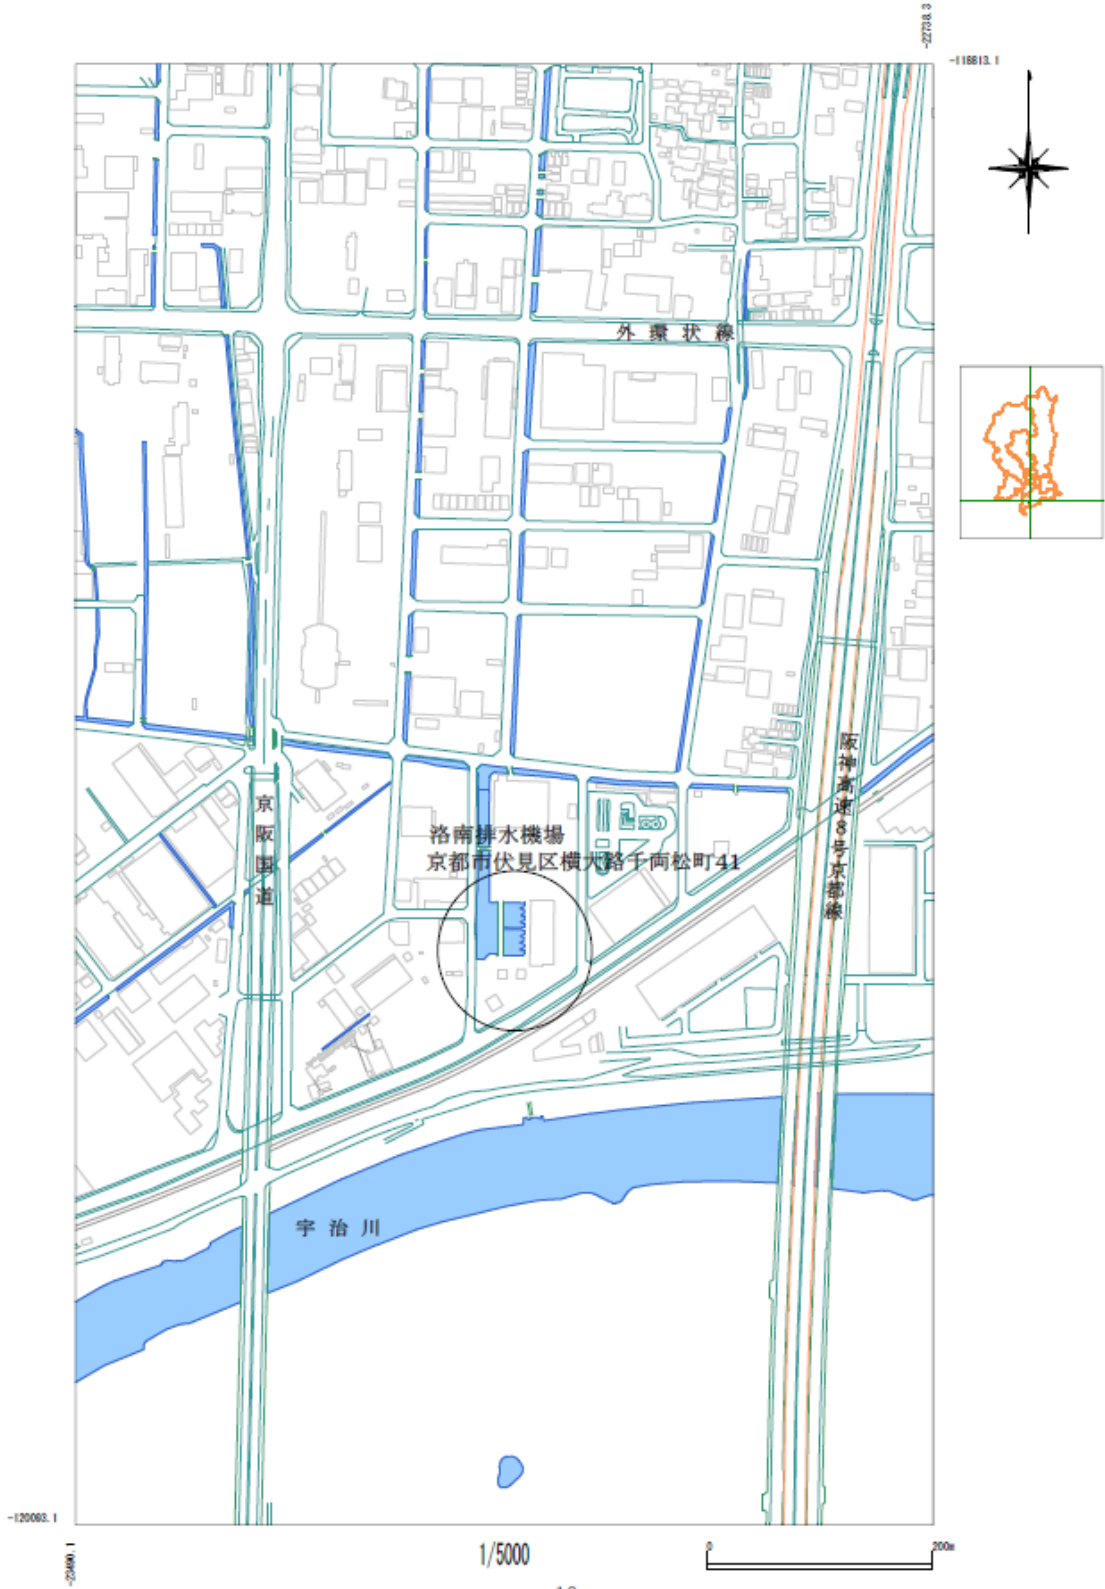 -22738.3
-118813.1
外環状線
阪神高速8号京都線
京阪国道
洛南排水機場
京都市伏見区横大路千両松町41
宇治川
-120093.1
-23490.1
1/5000
0
200m